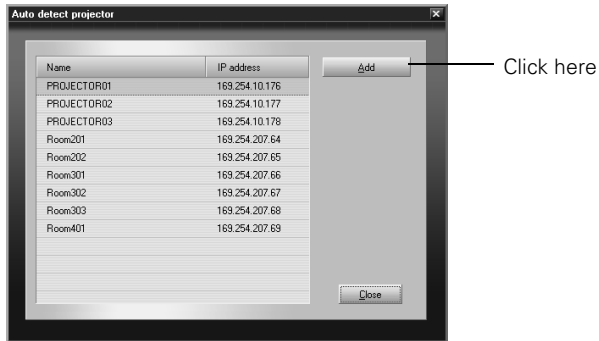 Auto detect projector
Name IP address Add Click here
PROJECTOR01 169.254.10.176
PROJECTOR02 169.254.10.177
PROJECTOR03 169.254.10.178
Room201 169.254.207.64
Room202 169.254.207.65
Room301 169.254.207.66
Room302 169.254.207.67
Room303 169.254.207.68
Room401 169.254.207.69
Close